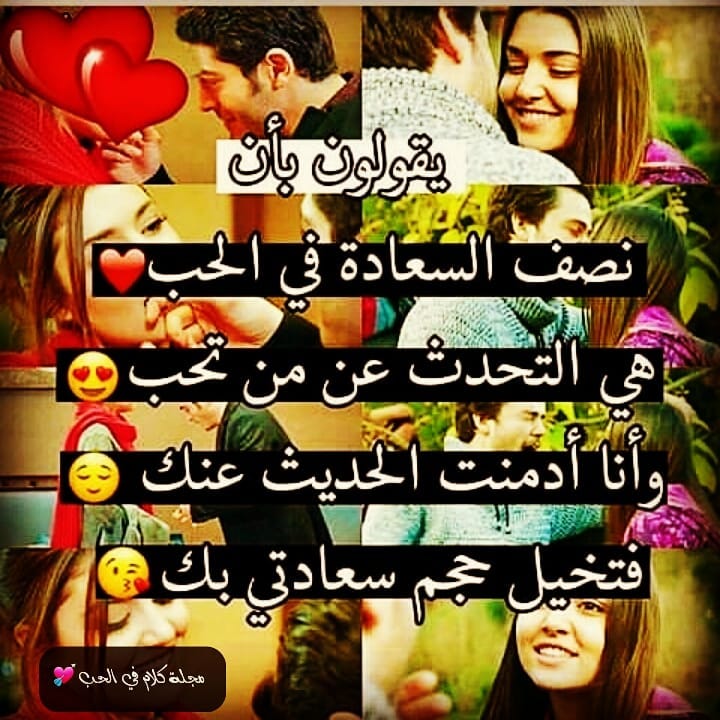 يقولون بأن
نصف السعادة في الحب❤️
هي التحدث عن من تحب 😍
وأنا أدمنت الحديث عنك 😌
فتخيل حجم سعادتي بك 😘
مجلة كلام في الحب 💘